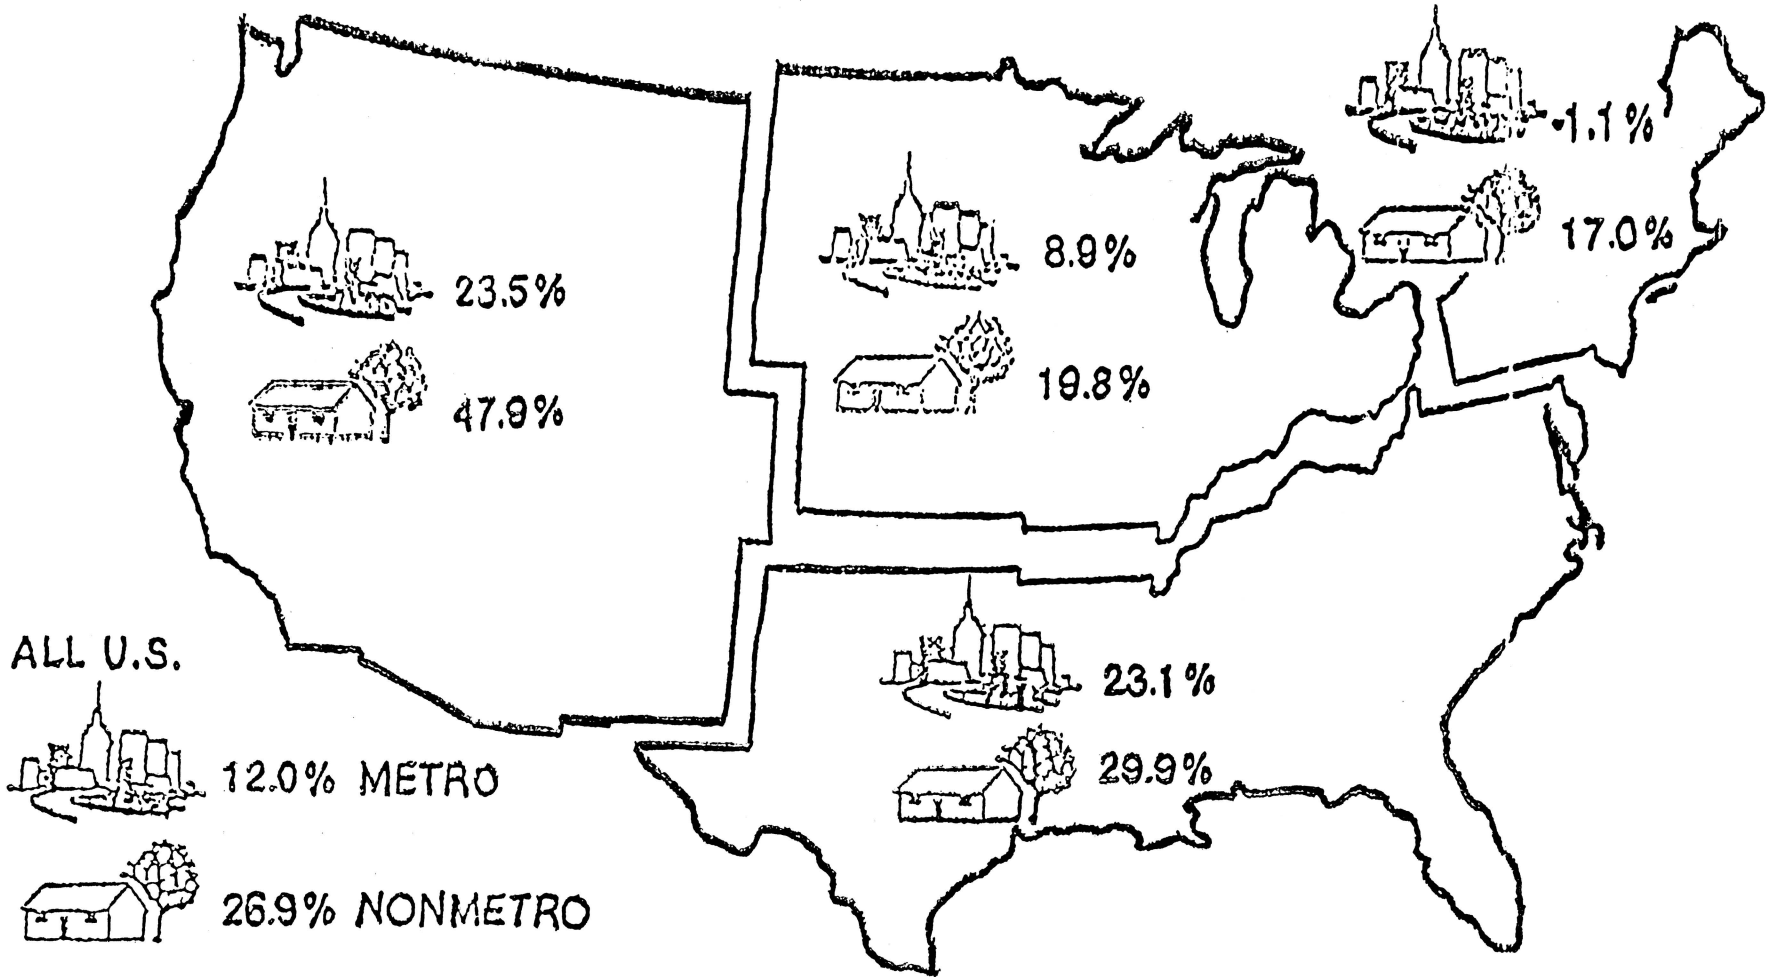 -1.1%
17.0%
8.9%
19.8%
23.5%
47.9%
23.1%
29.9%
ALL U.S.
12.0% METRO
26.9% NONMETRO